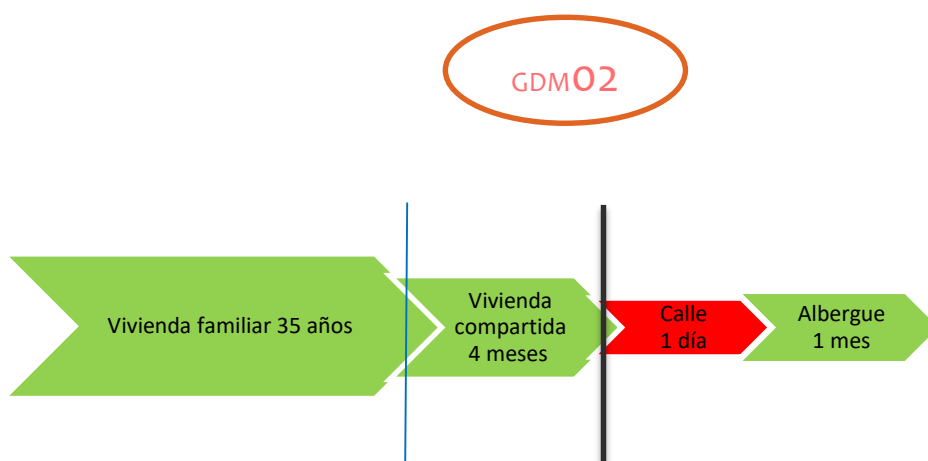 GDM02
Vivienda familiar 35 años
Vivienda
compartida
4 meses
Calle
1 día
Albergue
1 mes